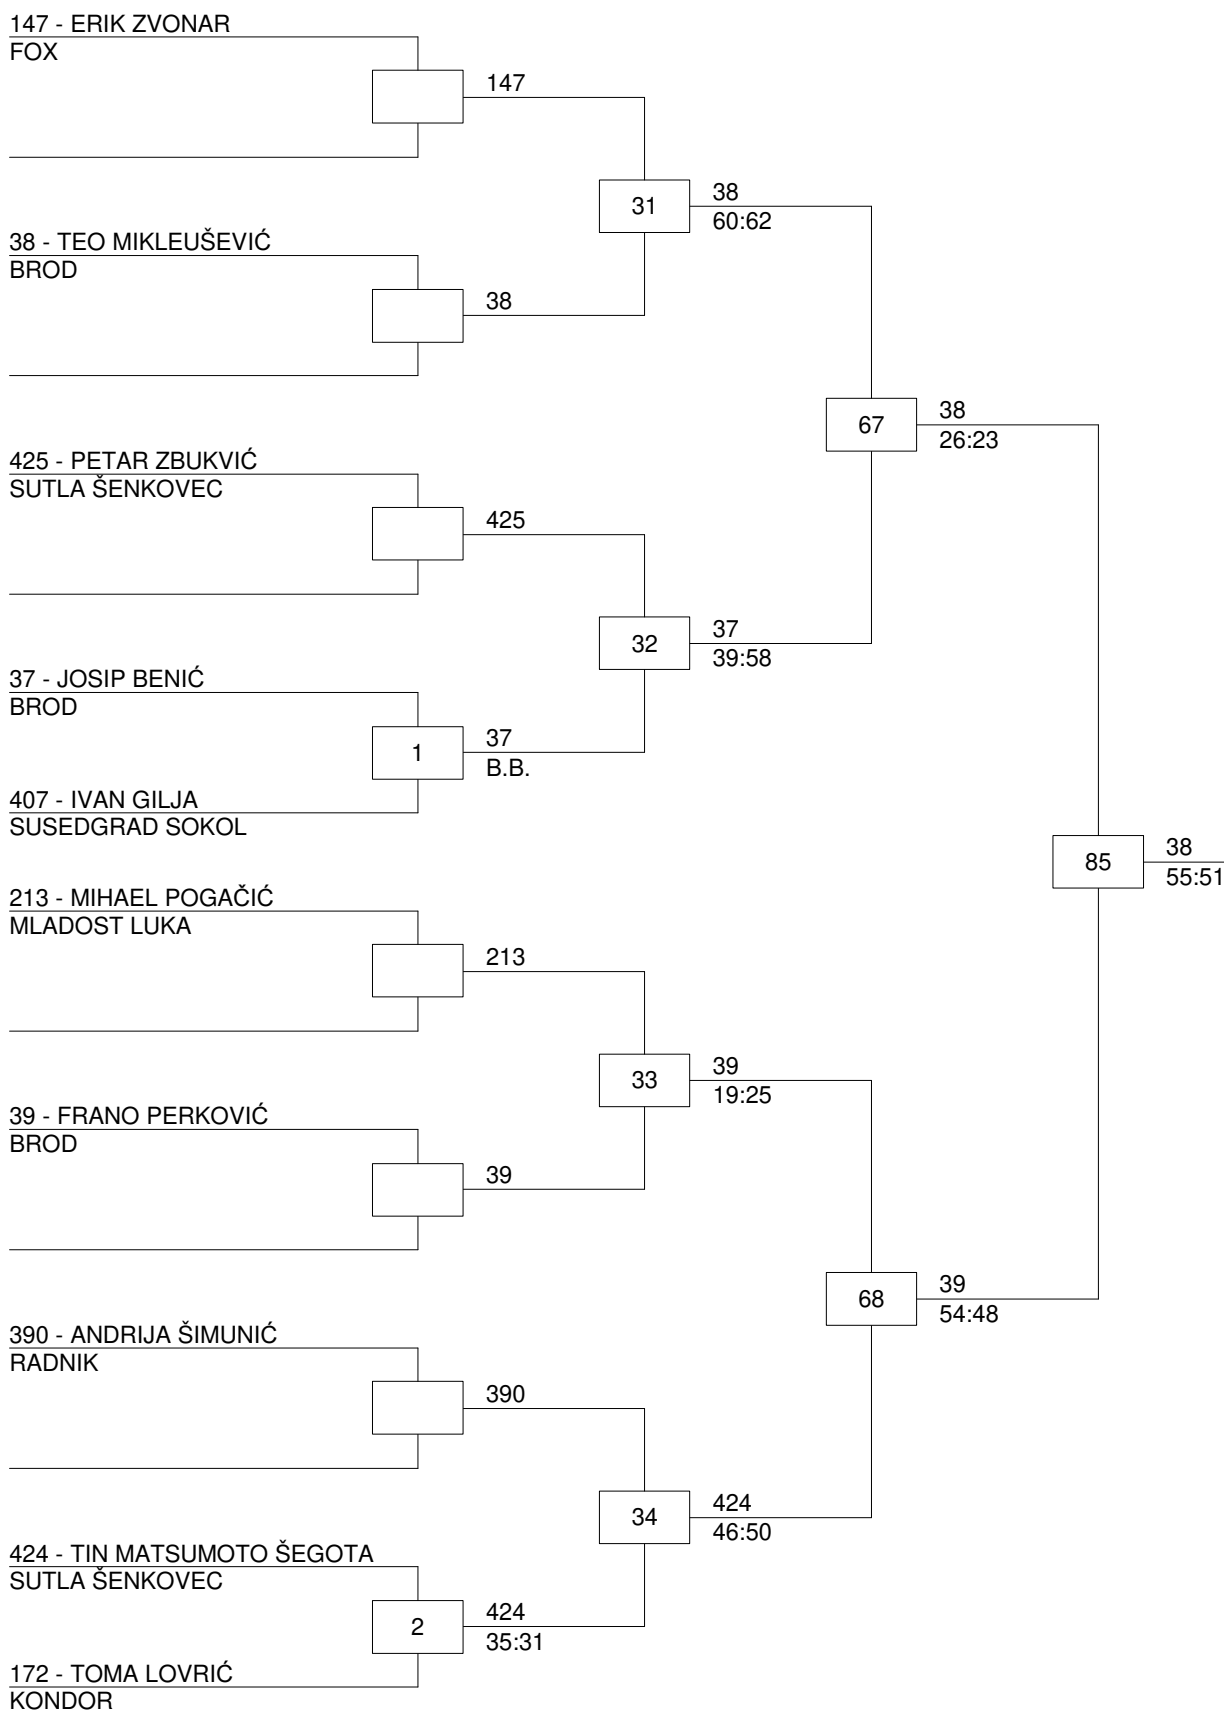 147 - ERIK ZVONAR
FOX
147
31
38
60:62
38 - TEO MIKLEUŠEVIĆ
BROD
38
67
38
26:23
425 - PETAR ZBUKVIĆ
SUTLA ŠENKOVEC
425
32
37
39:58
37 - JOSIP BENIĆ
BROD
1
37
B.B.
407 - IVAN GILJA
SUSEDGRAD SOKOL
85
38
55:51
213 - MIHAEL POGAČIĆ
MLADOST LUKA
213
33
39
19:25
39 - FRANO PERKOVIĆ
BROD
39
68
39
54:48
390 - ANDRIJA ŠIMUNIĆ
RADNIK
390
34
424
46:50
424 - TIN MATSUMOTO ŠEGOTA
SUTLA ŠENKOVEC
2
424
35:31
172 - TOMA LOVRIĆ
KONDOR